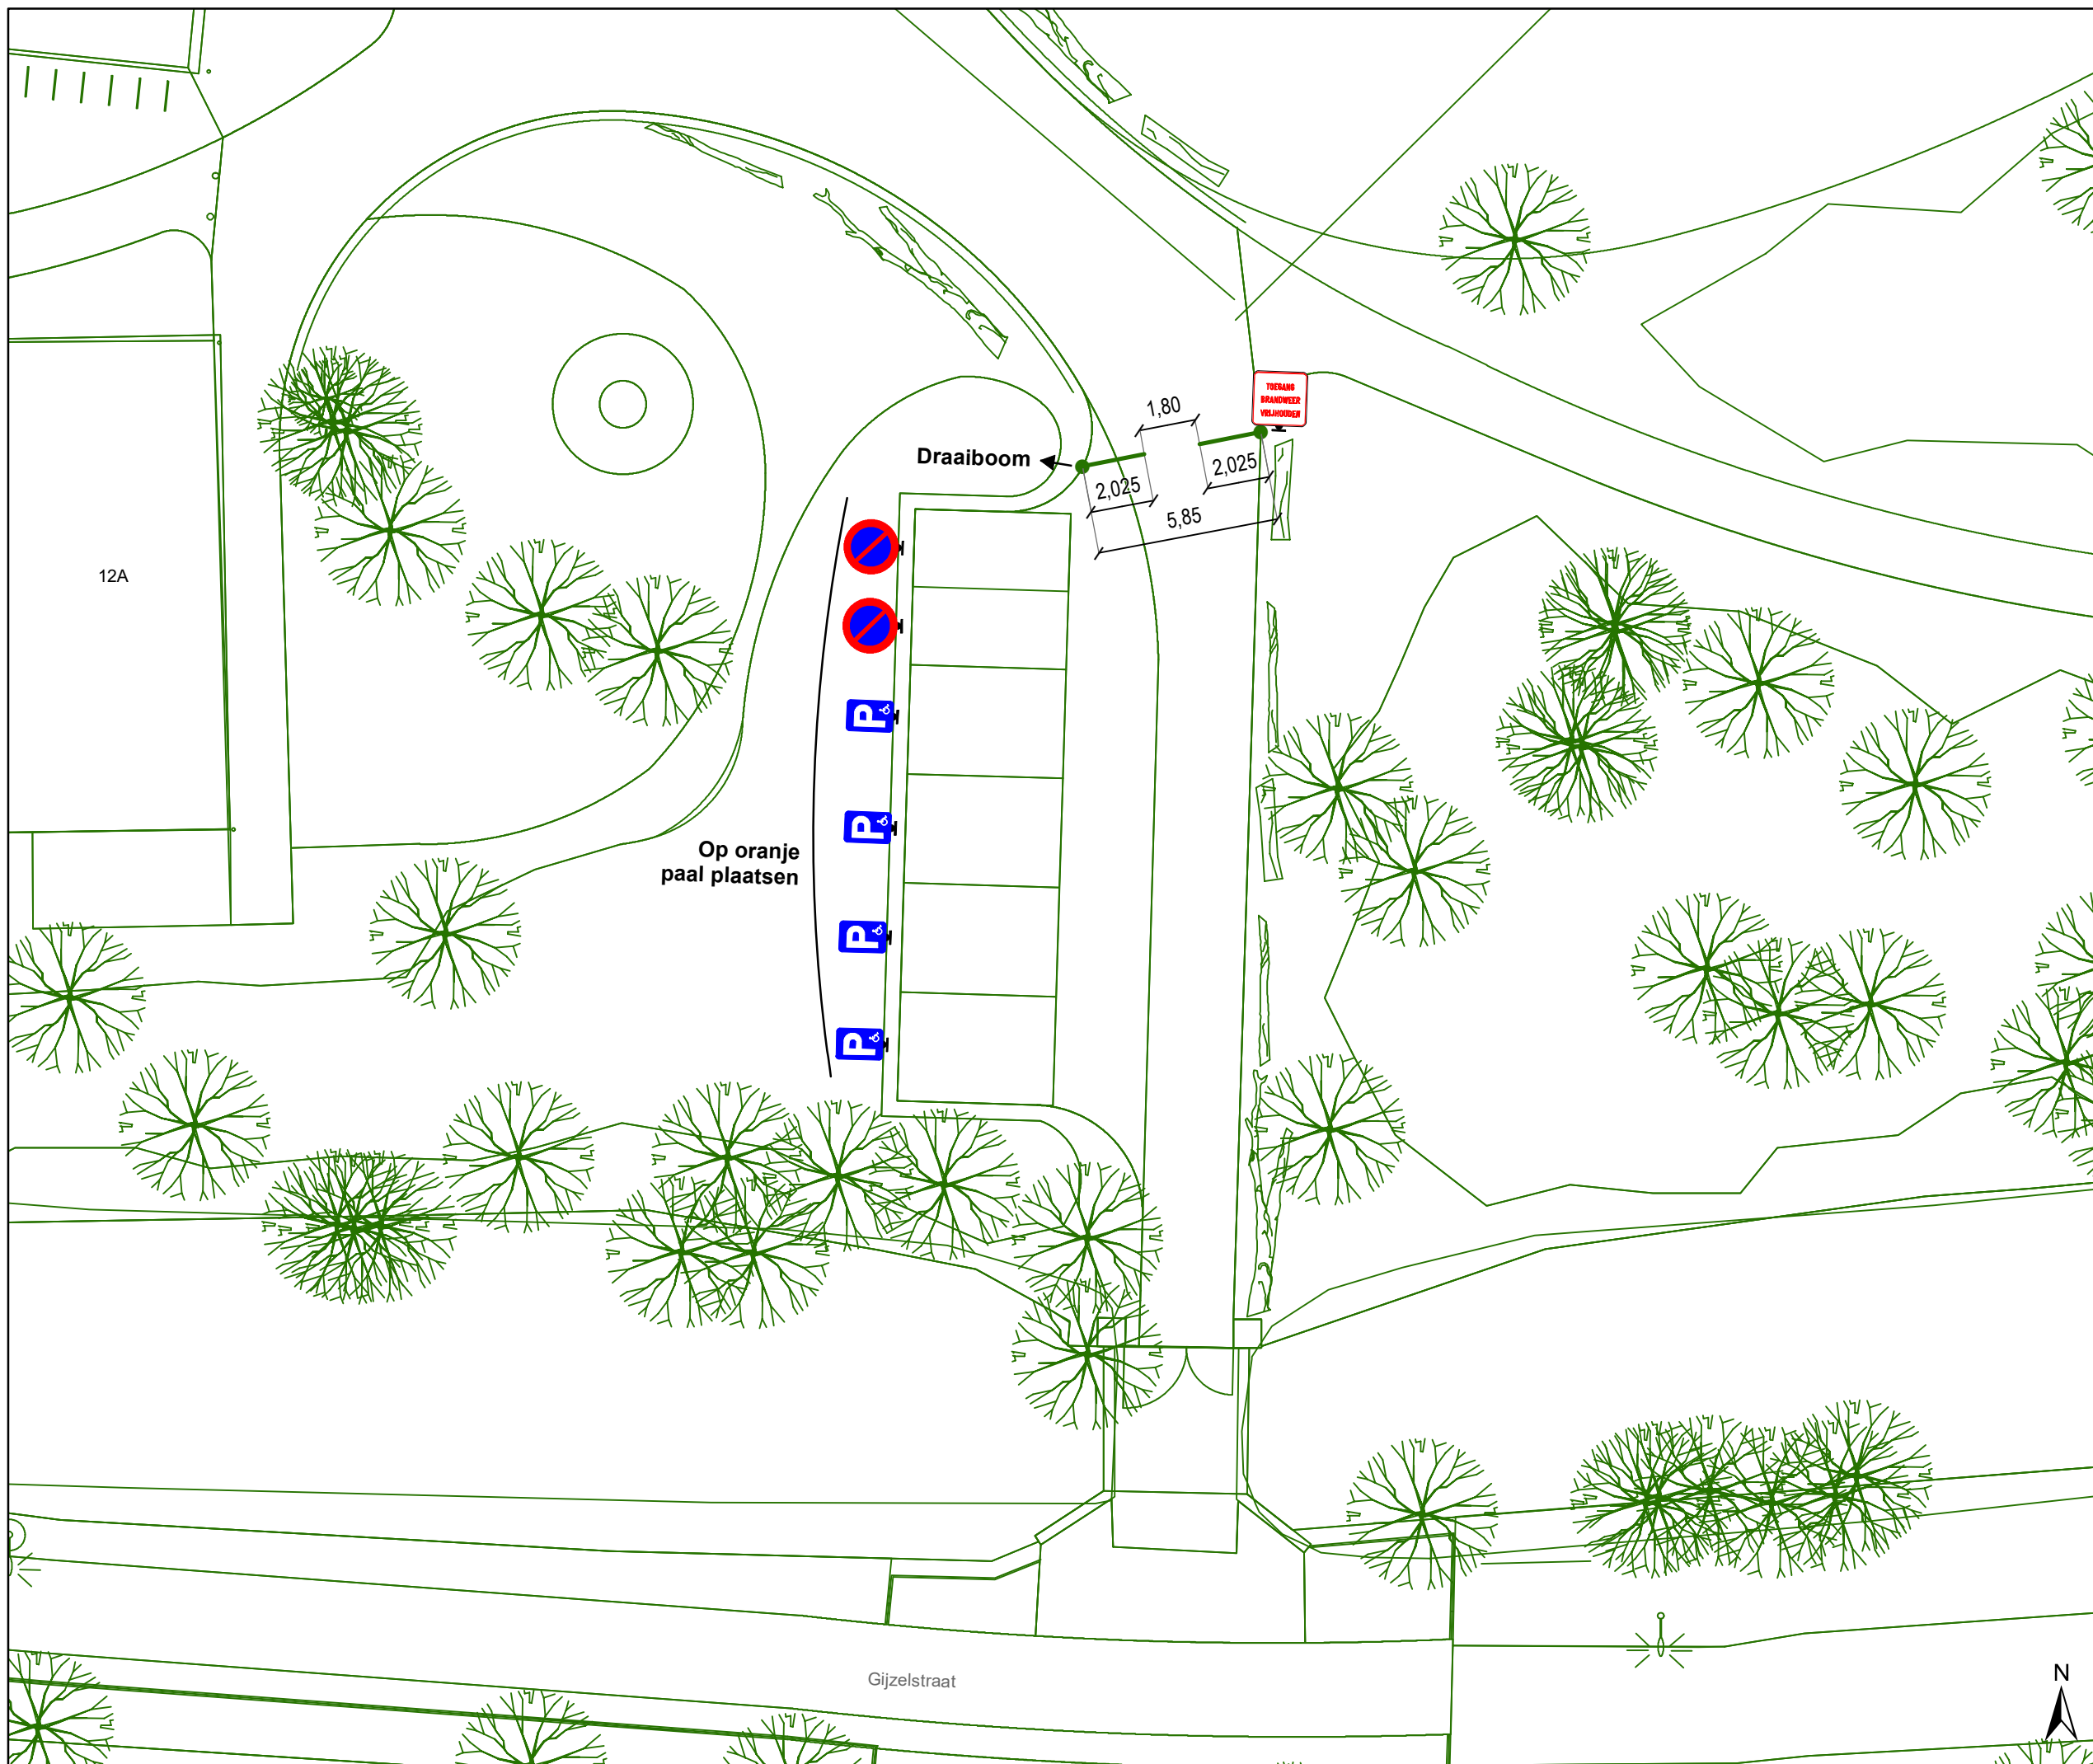 TOEGANG
BRANDWEER
VRIJHOUDEN
1,80
Draaiboom
2,025
2,025
5,85
12A
P
P
Op oranje
paal plaatsen
P
P
Gijzelstraat
N